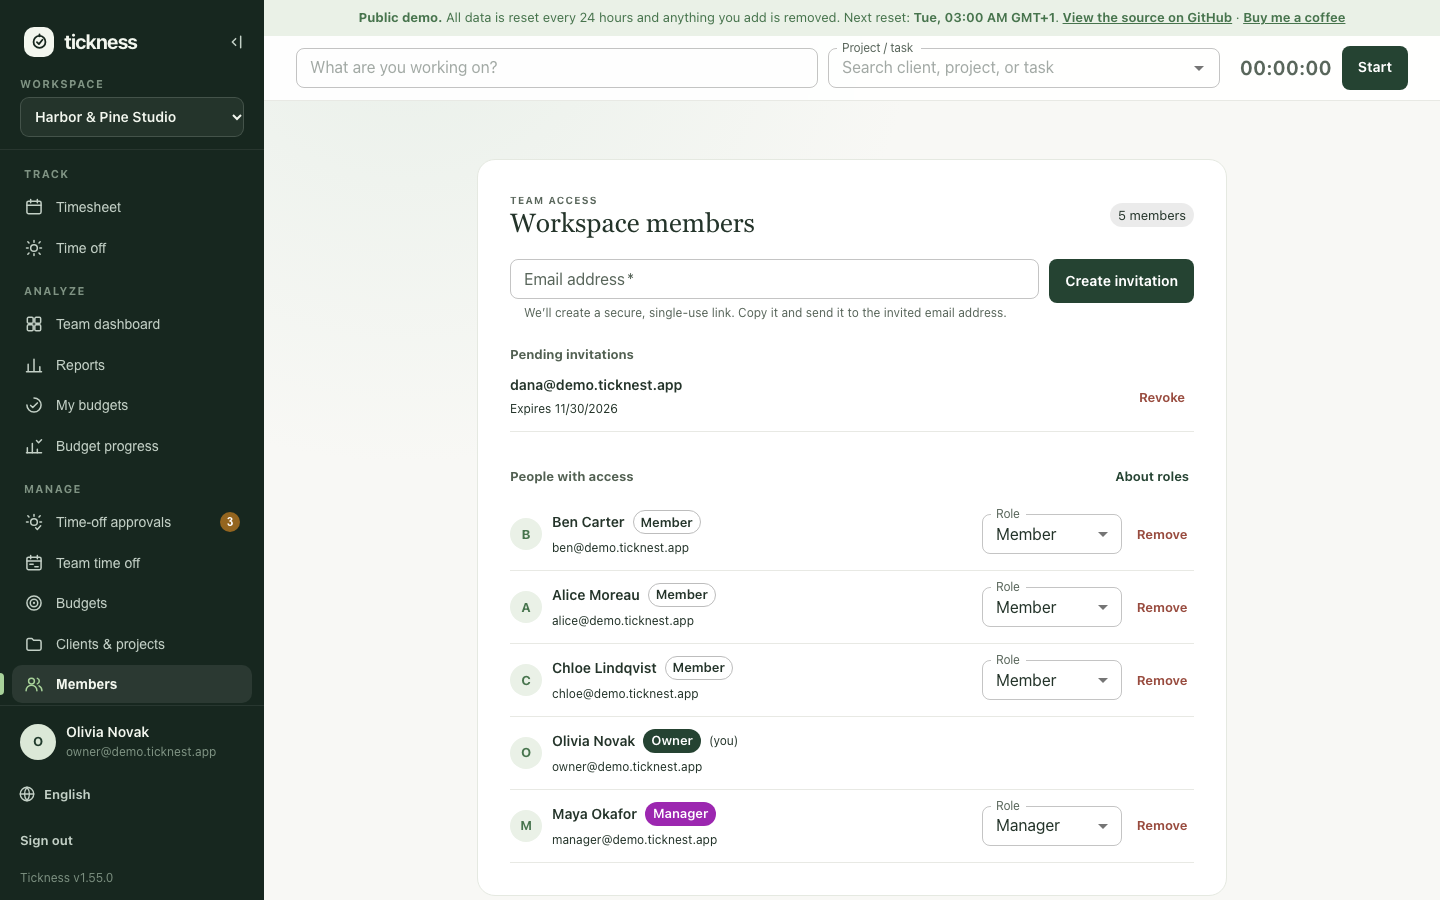 Public demo. All data is reset every 24 hours and anything you add is removed. Next reset: Tue, 03:00 AM GMT+1. View the source on GitHub · Buy me a coffee
tickness
WORKSPACE
Harbor & Pine Studio
TRACK
Timesheet
Time off
ANALYZE
Team dashboard
Reports
My budgets
Budget progress
MANAGE
Time-off approvals 3
Team time off
Budgets
Clients & projects
Members
O
Olivia Novak
owner@demo.ticknest.app
English
Sign out
Tickness v1.55.0
What are you working on?
Project / task
Search client, project, or task
00:00:00
Start
TEAM ACCESS
Workspace members
5 members
Email address *
Create invitation
We'll create a secure, single-use link. Copy it and send it to the invited email address.
Pending invitations
dana@demo.ticknest.app
Expires 11/30/2026
Revoke
People with access
About roles
B
Ben Carter Member
ben@demo.ticknest.app
Role
Member
Remove
A
Alice Moreau Member
alice@demo.ticknest.app
Role
Member
Remove
C
Chloe Lindqvist Member
chloe@demo.ticknest.app
Role
Member
Remove
O
Olivia Novak Owner (you)
owner@demo.ticknest.app
M
Maya Okafor Manager
manager@demo.ticknest.app
Role
Manager
Remove